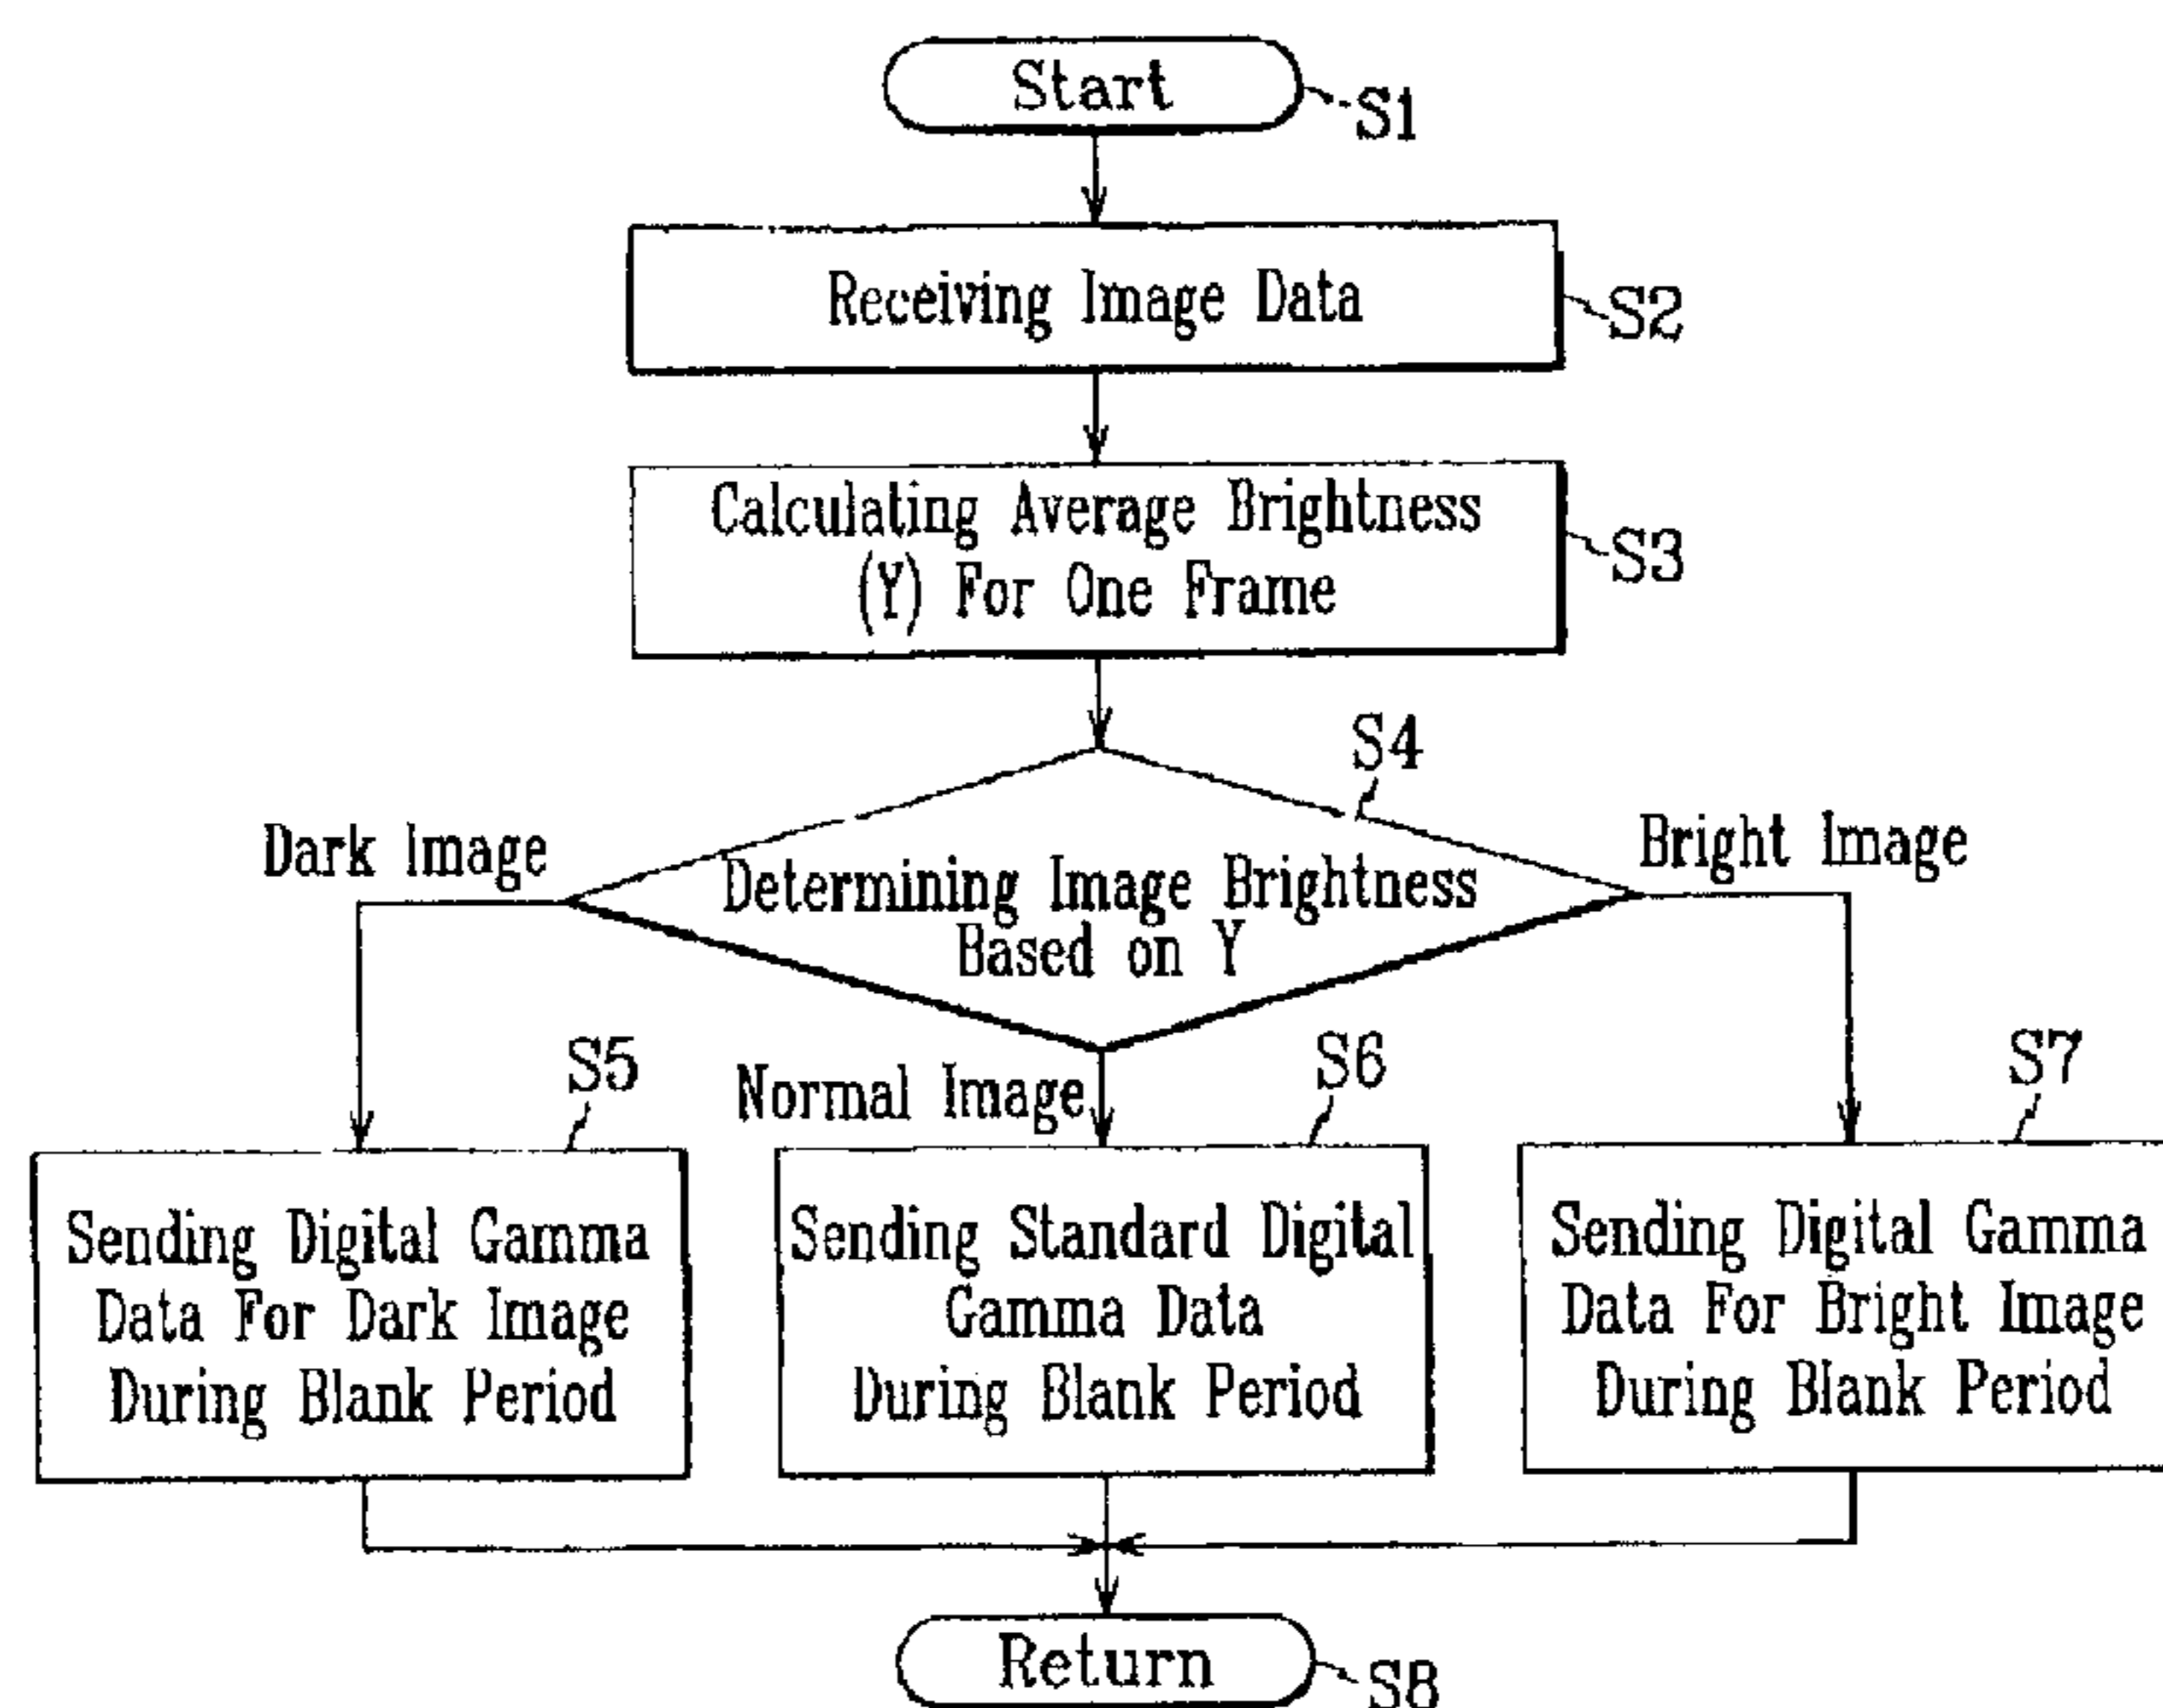 Start
S1
Receiving Image Data
S2
Calculating Average Brightness
(Y) For One Frame
S3
S4
Dark Image
Bright Image
Determining Image Brightness
Based on Y
S5
Normal Image
S6
S7
Sending Digital Gamma
Data For Dark Image
During Blank Period
Sending Standard Digital
Gamma Data
During Blank Period
Sending Digital Gamma
Data For Bright Image
During Blank Period
Return
S8